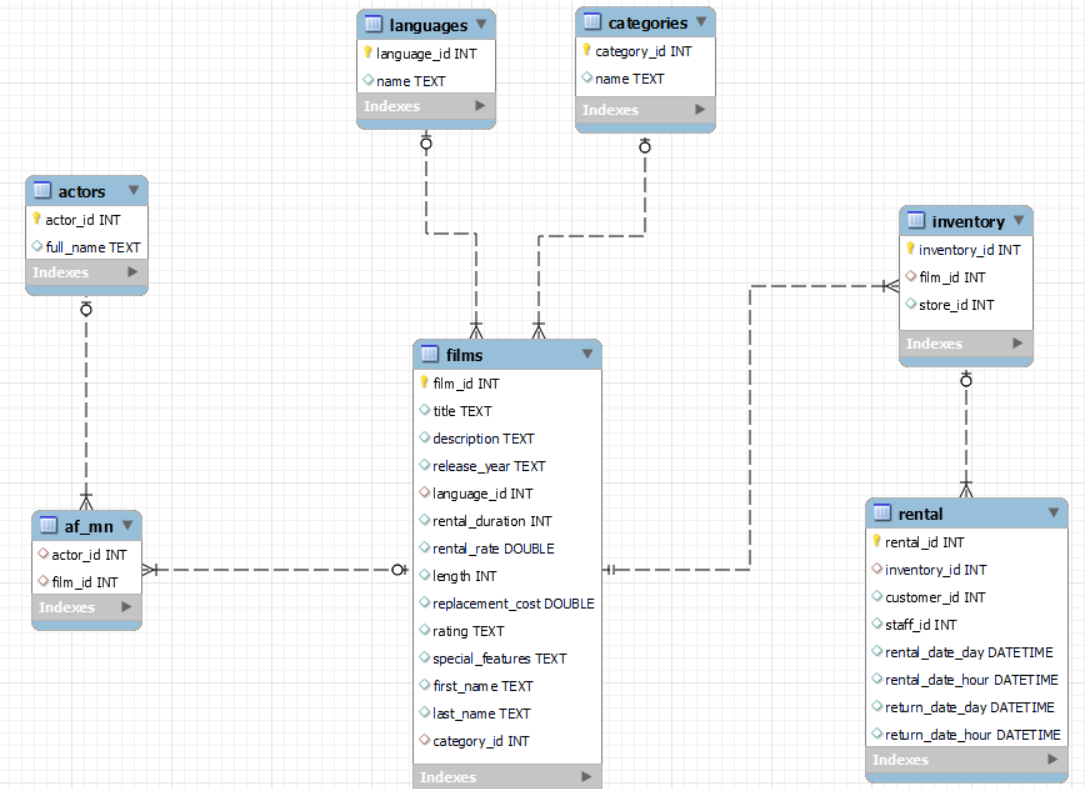 languages
language_id INT
name TEXT
Indexes
categories
category_id INT
name TEXT
Indexes
actors
actor_id INT
full_name TEXT
Indexes
inventory
inventory_id INT
film_id INT
store_id INT
Indexes
films
film_id INT
title TEXT
description TEXT
release_year TEXT
language_id INT
rental_duration INT
rental_rate DOUBLE
length INT
replacement_cost DOUBLE
rating TEXT
special_features TEXT
first_name TEXT
last_name TEXT
category_id INT
Indexes
af_mn
actor_id INT
film_id INT
Indexes
rental
rental_id INT
inventory_id INT
customer_id INT
staff_id INT
rental_date_day DATETIME
rental_date_hour DATETIME
return_date_day DATETIME
return_date_hour DATETIME
Indexes